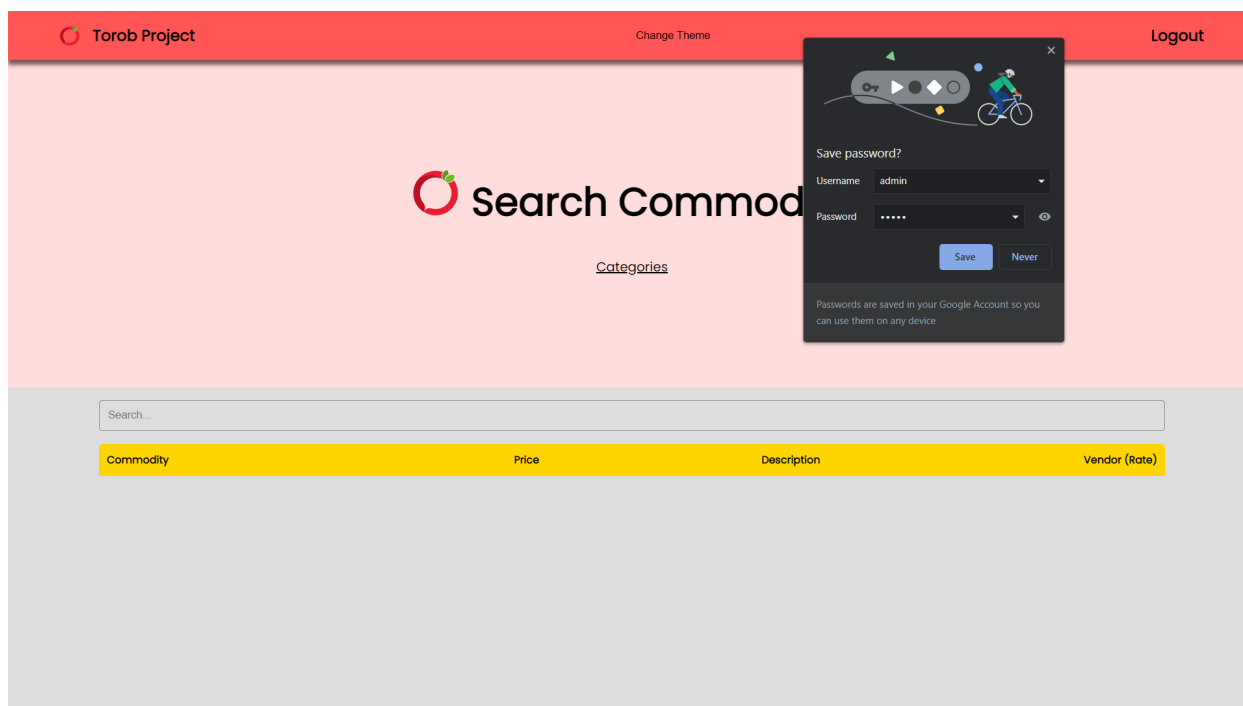 Torob Project
Change Theme
Logout
Search Commod
Categories
Save password?
Username admin
Password •••••
Save Never
Passwords are saved in your Google Account so you
can use them on any device
Search...
Commodity Price Description Vendor (Rate)